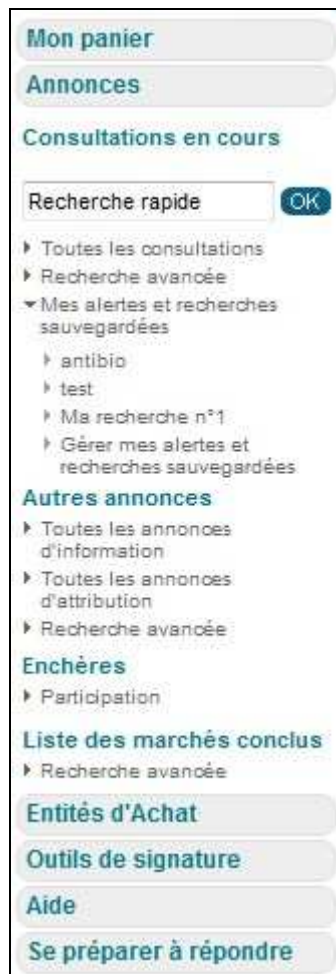 Mon panier
Annonces
Consultations en cours
Recherche rapide OK
Toutes les consultations
Recherche avancée
Mes alertes et recherches
sauvegardées
antibio
test
Ma recherche n°1
Gérer mes alertes et
recherches sauvegardées
Autres annonces
Toutes les annonces
d'information
Toutes les annonces
d'attribution
Recherche avancée
Enchères
Participation
Liste des marchés conclus
Recherche avancée
Entités d'Achat
Outils de signature
Aide
Se préparer à répondre